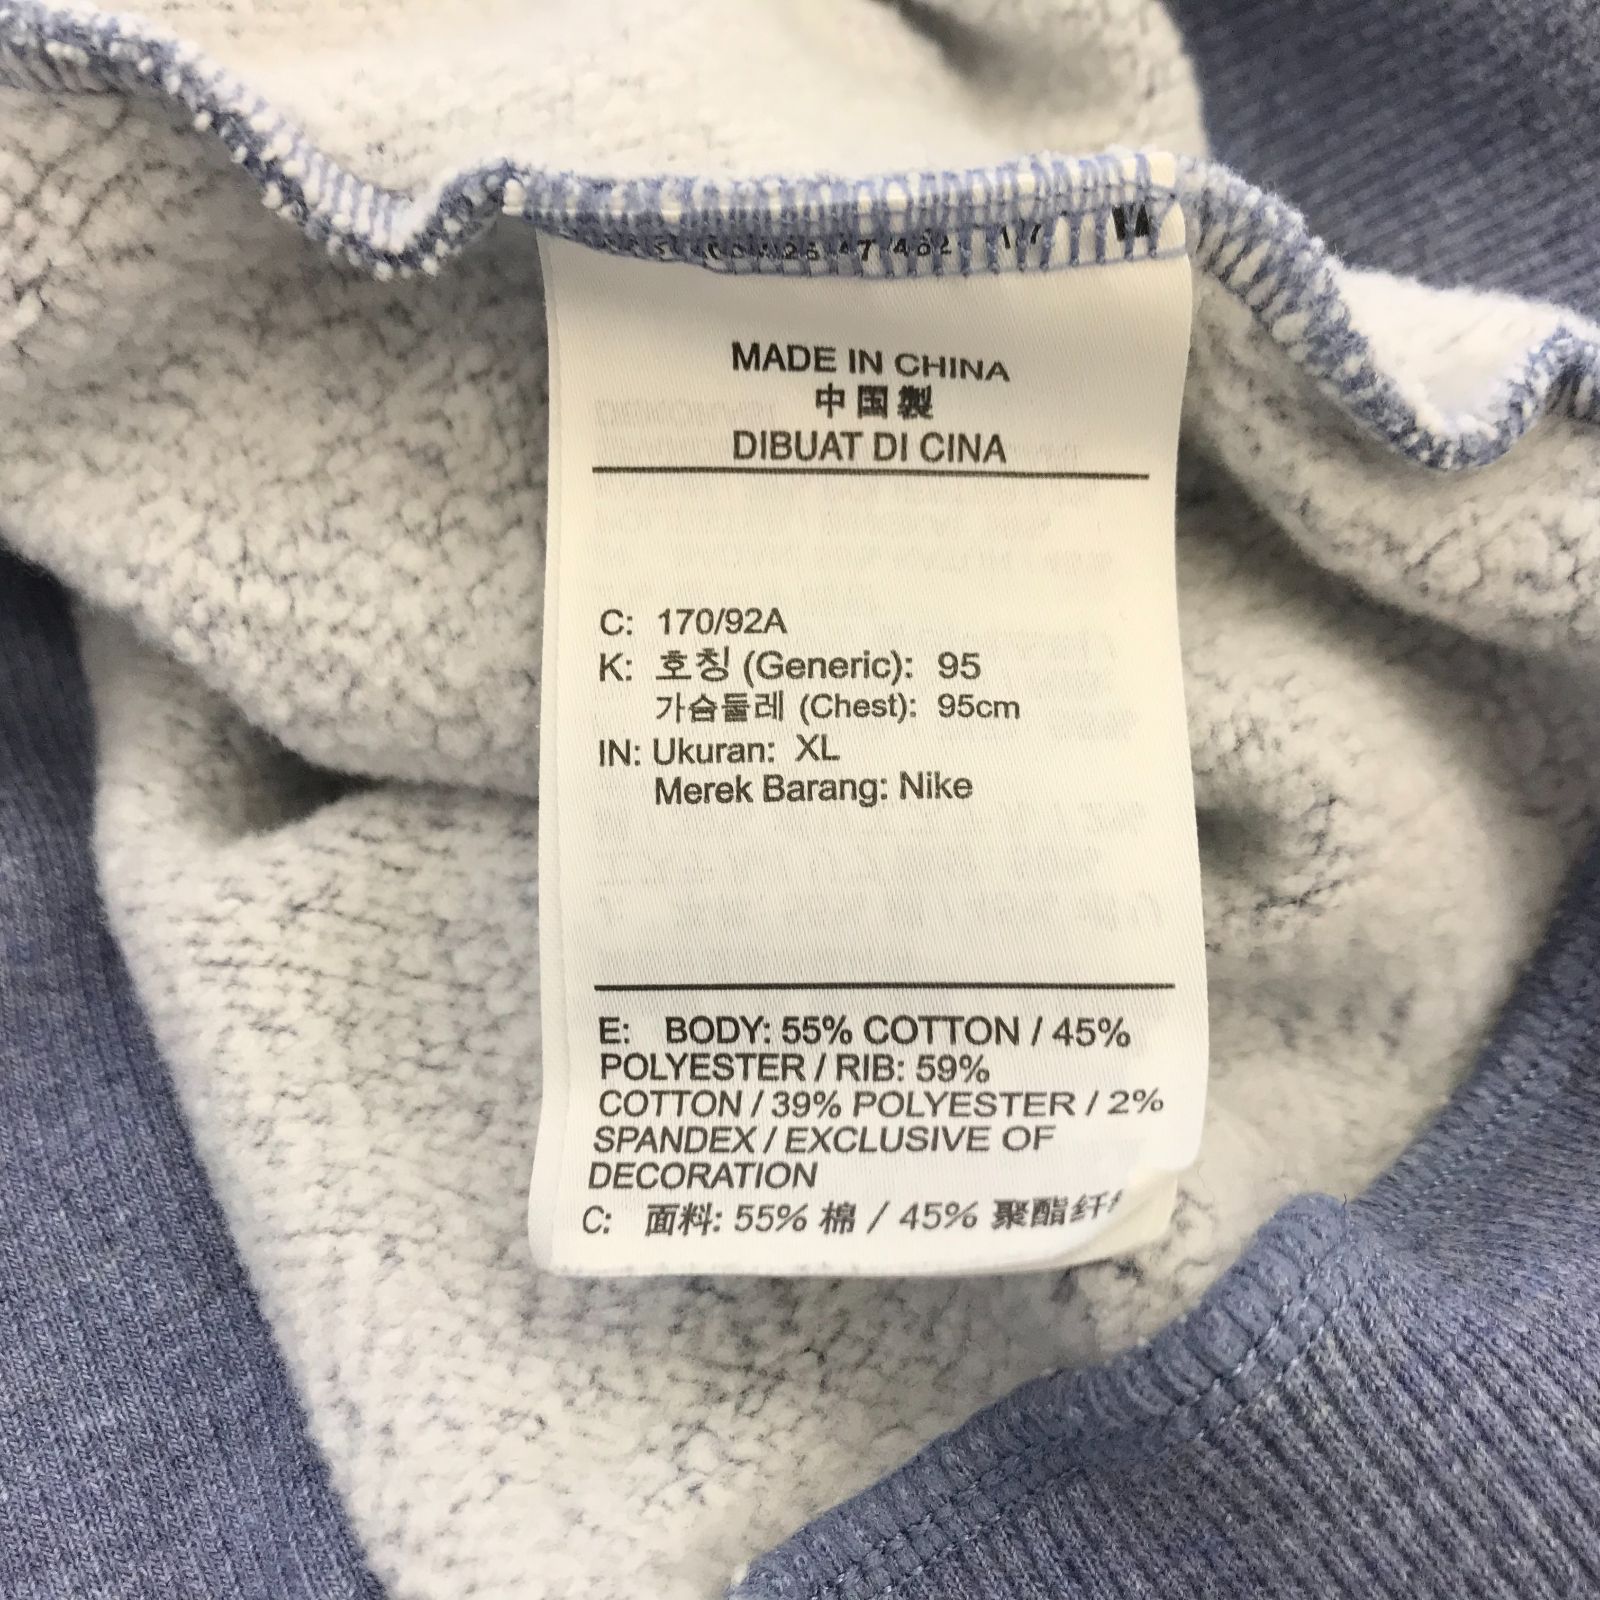 MADE IN CHINA
中国製
DIBUAT DI CINA
C: 170/92A
K: 호칭 (Generic): 95
가슴둘레 (Chest): 95cm
IN: Ukuran: XL
Merek Barang: Nike
E: BODY: 55% COTTON / 45%
POLYESTER / RIB: 59%
COTTON / 39% POLYESTER / 2%
SPANDEX / EXCLUSIVE OF
DECORATION
C: 面料: 55% 棉 / 45% 聚酯纤